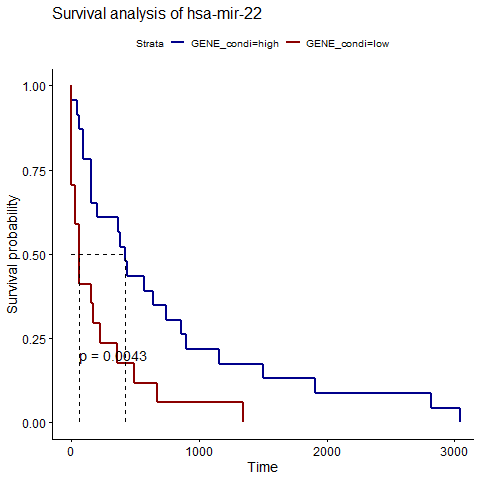 Survival analysis of hsa-mir-22
Strata GENE_condi=high GENE_condi=low
Survival probability
1.00
0.75
0.50
0.25
0.00
p = 0.0043
0 1000 2000 3000
Time